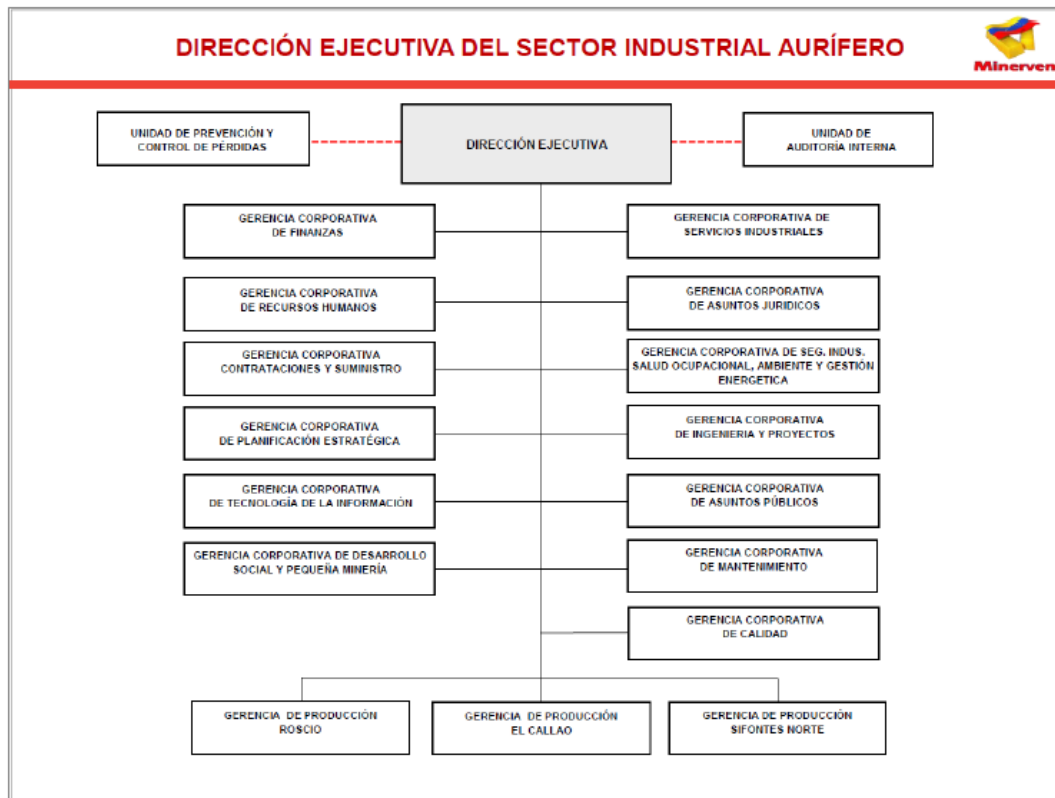 DIRECCIÓN EJECUTIVA DEL SECTOR INDUSTRIAL AURÍFERO
Minerven
UNIDAD DE PREVENCIÓN Y
CONTROL DE PÉRDIDAS
DIRECCIÓN EJECUTIVA
UNIDAD DE
AUDITORÍA INTERNA
GERENCIA CORPORATIVA
DE FINANZAS
GERENCIA CORPORATIVA DE
SERVICIOS INDUSTRIALES
GERENCIA CORPORATIVA
DE RECURSOS HUMANOS
GERENCIA CORPORATIVA
DE ASUNTOS JURIDICOS
GERENCIA CORPORATIVA
CONTRATACIONES Y SUMINISTRO
GERENCIA CORPORATIVA DE SEG. INDUS.
SALUD OCUPACIONAL, AMBIENTE Y GESTIÓN
ENERGETICA
GERENCIA CORPORATIVA
DE PLANIFICACIÓN ESTRATÉGICA
GERENCIA CORPORATIVA
DE INGENIERIA Y PROYECTOS
GERENCIA CORPORATIVA
DE TECNOLOGÍA DE LA INFORMACIÓN
GERENCIA CORPORATIVA
DE ASUNTOS PÚBLICOS
GERENCIA CORPORATIVA DE DESARROLLO
SOCIAL Y PEQUEÑA MINERÍA
GERENCIA CORPORATIVA
DE MANTENIMIENTO
GERENCIA CORPORATIVA
DE CALIDAD
GERENCIA DE PRODUCCIÓN
ROSCIO
GERENCIA DE PRODUCCIÓN
EL CALLAO
GERENCIA DE PRODUCCIÓN
SIFONTES NORTE